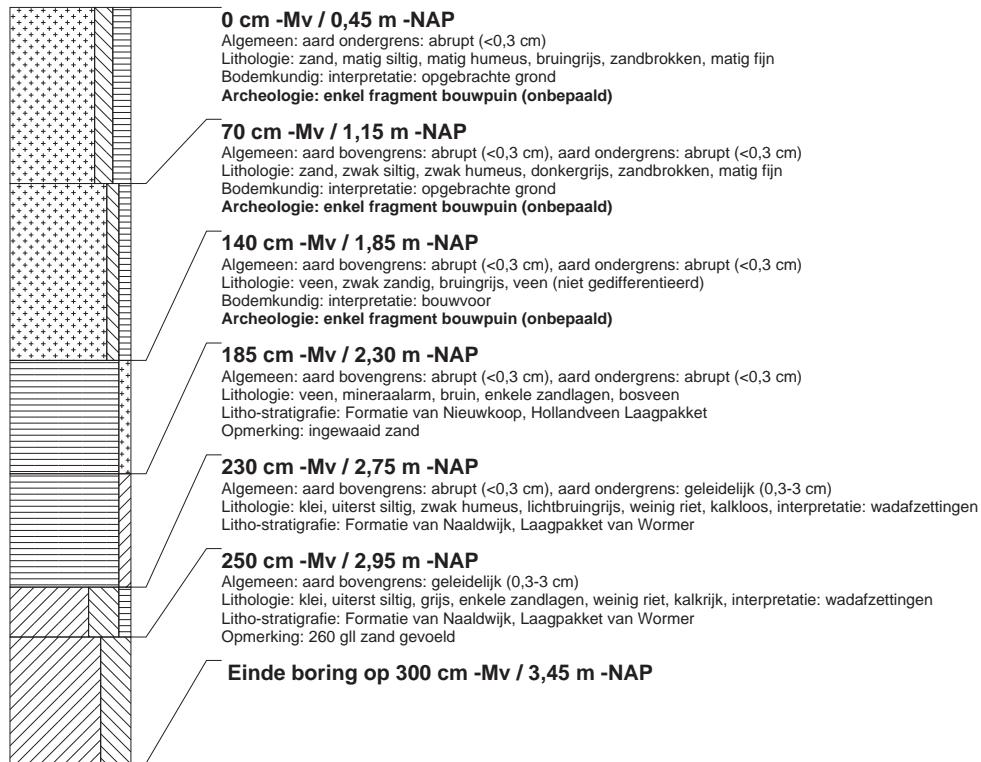 0 cm -Mv / 0,45 m -NAP
Algemeen: aard ondergrens: abrupt (<0,3 cm)
Lithologie: zand, matig siltig, matig humeus, bruingrijs, zandbrokken, matig fijn
Bodemkundig: interpretatie: opgebrachte grond
Archeologie: enkel fragment bouwpuin (onbepaald)
70 cm -Mv / 1,15 m -NAP
Algemeen: aard bovengrens: abrupt (<0,3 cm), aard ondergrens: abrupt (<0,3 cm)
Lithologie: zand, zwak siltig, zwak humeus, donkergrijs, zandbrokken, matig fijn
Bodemkundig: interpretatie: opgebrachte grond
Archeologie: enkel fragment bouwpuin (onbepaald)
140 cm -Mv / 1,85 m -NAP
Algemeen: aard bovengrens: abrupt (<0,3 cm), aard ondergrens: abrupt (<0,3 cm)
Lithologie: veen, zwak zandig, bruingrijs, veen (niet gedifferentieerd)
Bodemkundig: interpretatie: bouwvoor
Archeologie: enkel fragment bouwpuin (onbepaald)
185 cm -Mv / 2,30 m -NAP
Algemeen: aard bovengrens: abrupt (<0,3 cm), aard ondergrens: abrupt (<0,3 cm)
Lithologie: veen, mineraalarm, bruin, enkele zandlagen, bosveen
Litho-stratigrafie: Formatie van Nieuwkoop, Hollandveen Laagpakket
Opmerking: ingewaaid zand
230 cm -Mv / 2,75 m -NAP
Algemeen: aard bovengrens: abrupt (<0,3 cm), aard ondergrens: geleidelijk (0,3-3 cm)
Lithologie: klei, uiterst siltig, zwak humeus, lichtbruingrijs, weinig riet, kalkloos, interpretatie: wadafzettingen
Litho-stratigrafie: Formatie van Naaldwijk, Laagpakket van Wormer
250 cm -Mv / 2,95 m -NAP
Algemeen: aard bovengrens: geleidelijk (0,3-3 cm)
Lithologie: klei, uiterst siltig, grijs, enkele zandlagen, weinig riet, kalkrijk, interpretatie: wadafzettingen
Litho-stratigrafie: Formatie van Naaldwijk, Laagpakket van Wormer
Opmerking: 260 gll zand gevoeld
Einde boring op 300 cm -Mv / 3,45 m -NAP